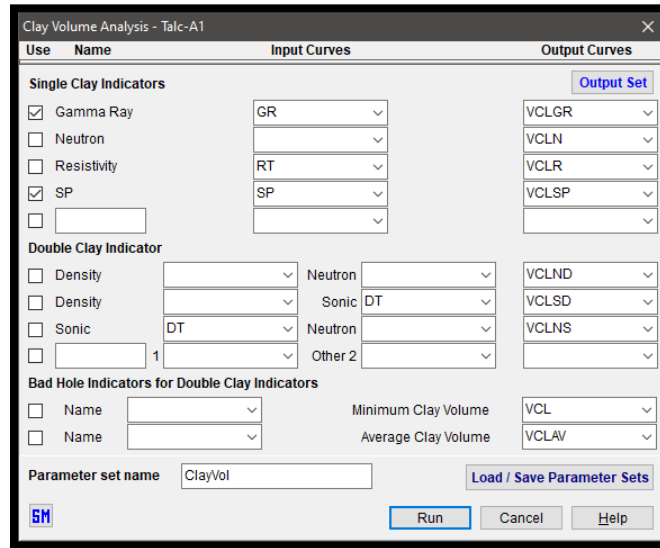 Clay Volume Analysis - Talc-A1
Use Name Input Curves Output Curves
Single Clay Indicators Output Set
Gamma Ray GR VCLGR
Neutron VCLN
Resistivity RT VCLR
SP SP VCLSP
Double Clay Indicator
Density Neutron VCLND
Density Sonic DT VCLSD
Sonic DT Neutron VCLNS
1 Other 2
Bad Hole Indicators for Double Clay Indicators
Name Minimum Clay Volume VCL
Name Average Clay Volume VCLAV
Parameter set name ClayVol Load / Save Parameter Sets
SM Run Cancel Help